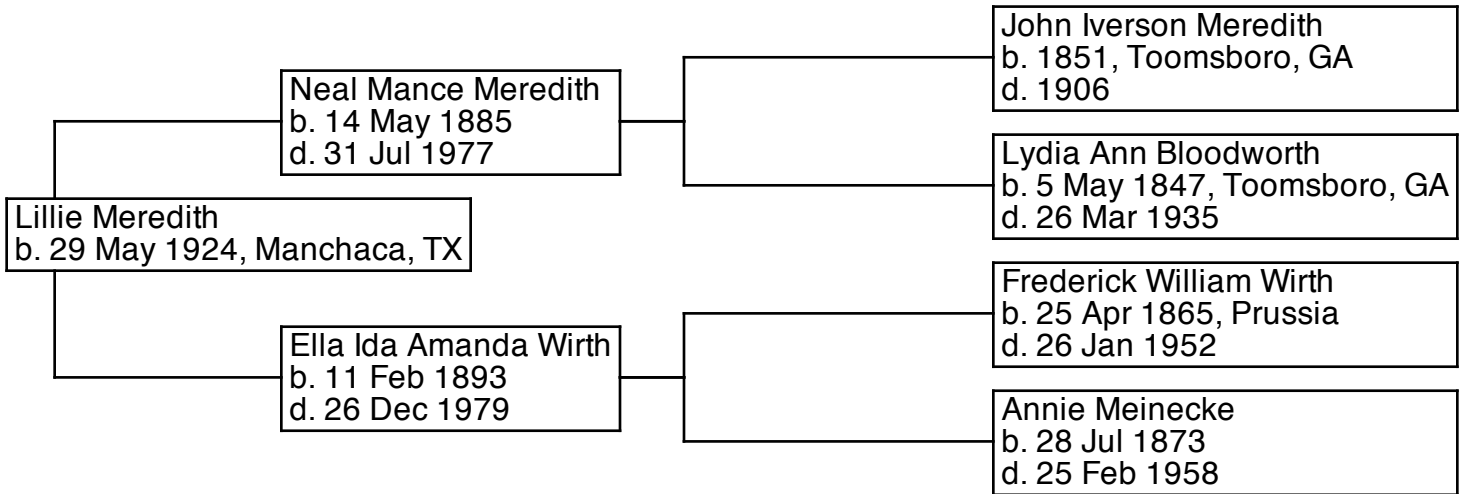 John Iverson Meredith
b. 1851, Toomsboro, GA
d. 1906
Neal Mance Meredith
b. 14 May 1885
d. 31 Jul 1977
Lydia Ann Bloodworth
b. 5 May 1847, Toomsboro, GA
d. 26 Mar 1935
Lillie Meredith
b. 29 May 1924, Manchaca, TX
Frederick William Wirth
b. 25 Apr 1865, Prussia
d. 26 Jan 1952
Ella Ida Amanda Wirth
b. 11 Feb 1893
d. 26 Dec 1979
Annie Meinecke
b. 28 Jul 1873
d. 25 Feb 1958